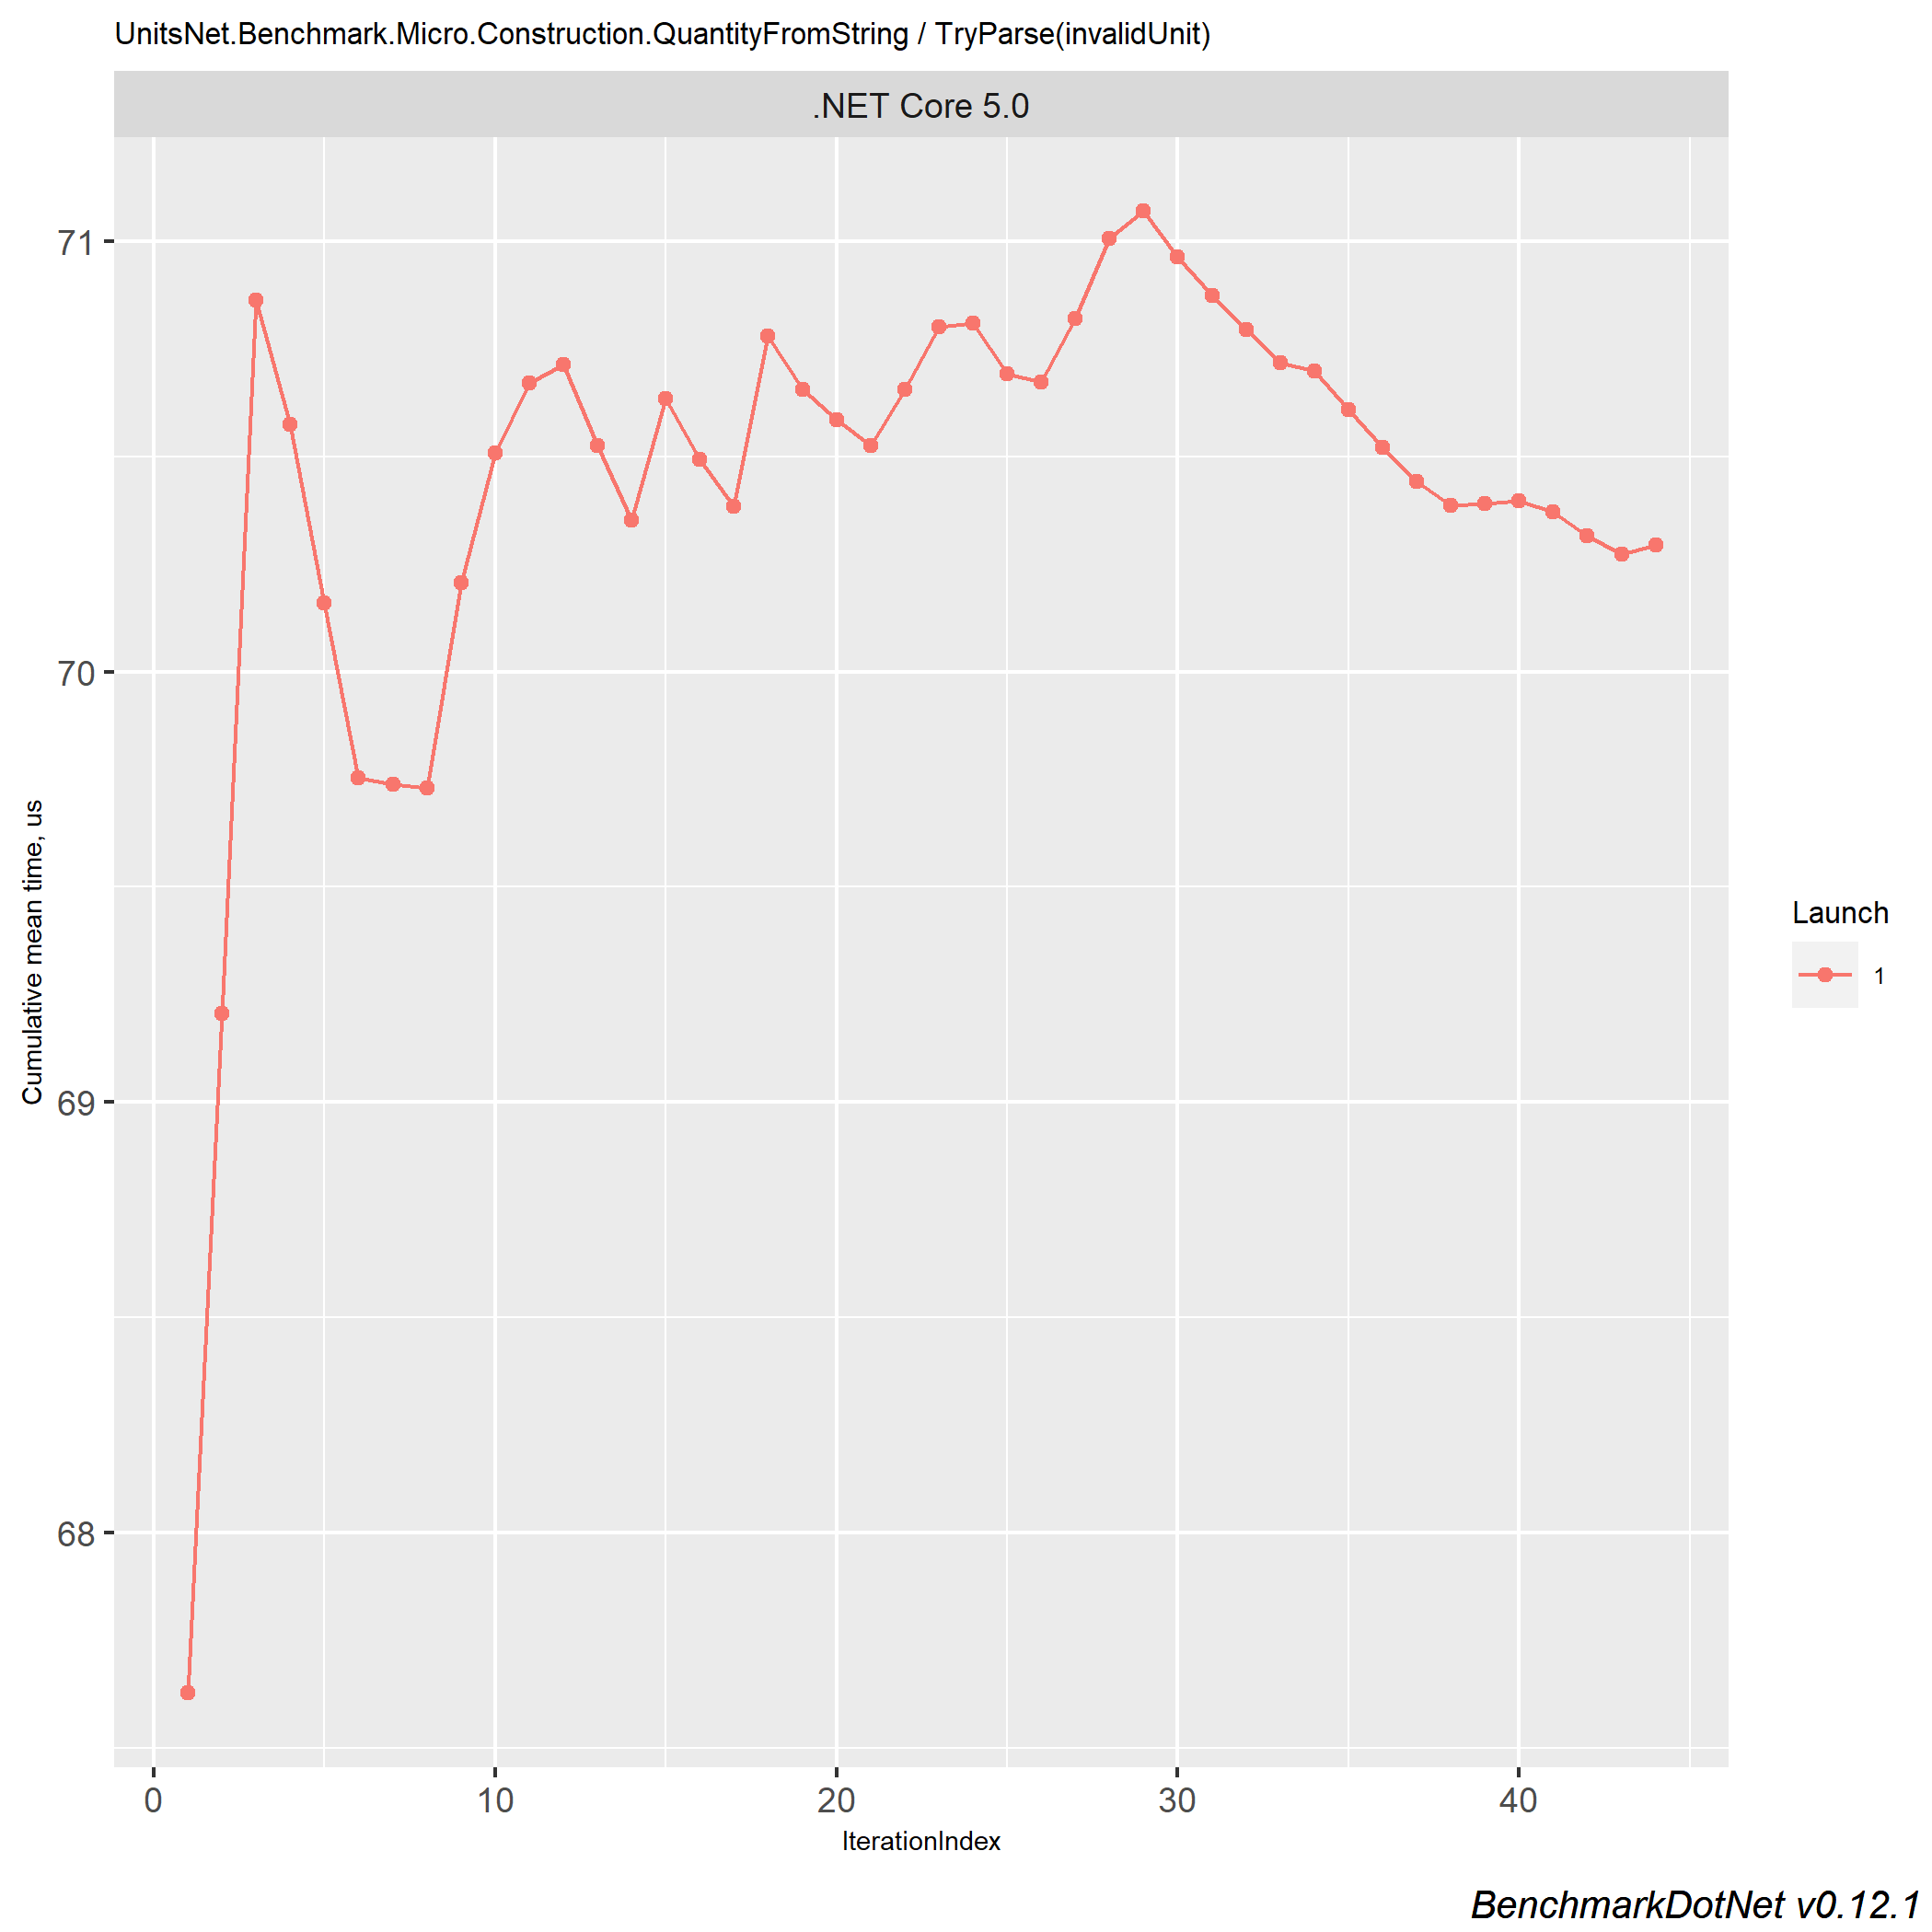 UnitsNet.Benchmark.Micro.Construction.QuantityFromString / TryParse(invalidUnit)
.NET Core 5.0
71
70
69
68
Cumulative mean time, us
0 10 20 30 40
IterationIndex
Launch
1
BenchmarkDotNet v0.12.1